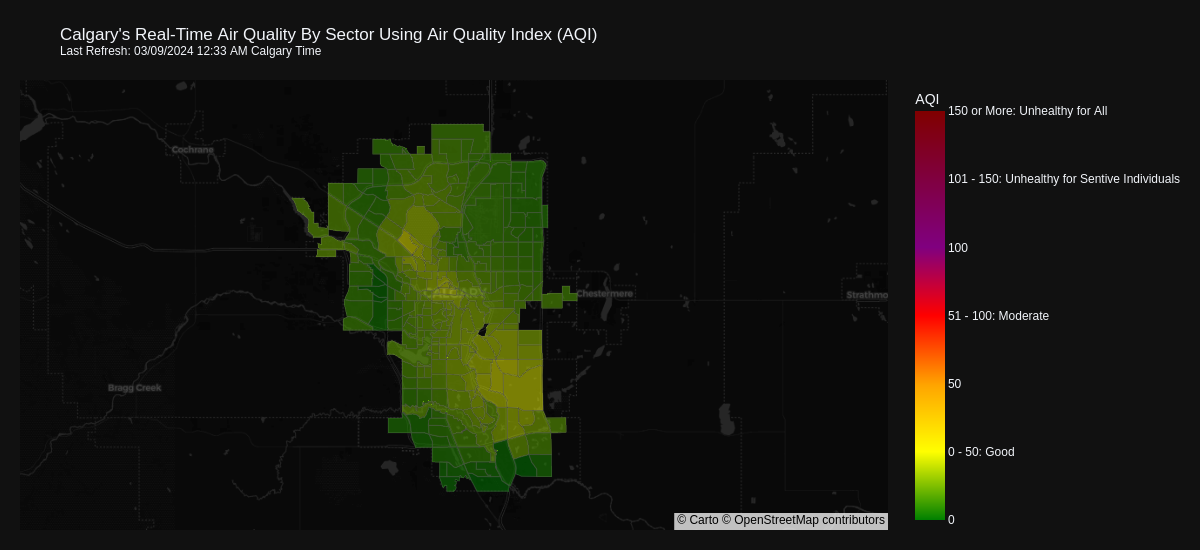 Calgary's Real-Time Air Quality By Sector Using Air Quality Index (AQI)
Last Refresh: 03/09/2024 12:33 AM Calgary Time
AQI
150 or More: Unhealthy for All
Cochrane
101 - 150: Unhealthy for Sentive Individuals
100
CALGARY
Chestermere
Strathmo
51 - 100: Moderate
50
Bragg Creek
0 - 50: Good
0
© Carto © OpenStreetMap contributors